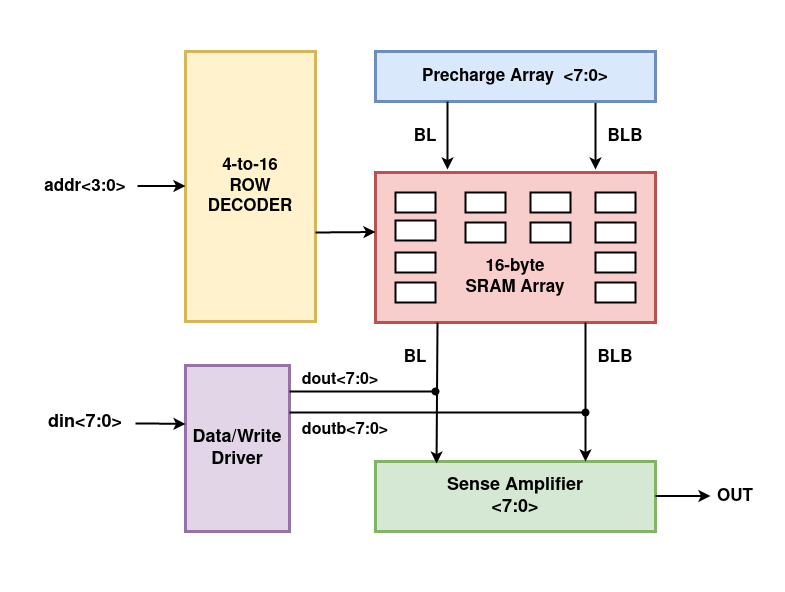 Precharge Array <7:0>
BL
BLB
4-to-16
ROW
DECODER
addr<3:0>
16-byte
SRAM Array
BL
BLB
dout<7:0>
din<7:0>
doutb<7:0>
Data/Write
Driver
Sense Amplifier
<7:0>
OUT